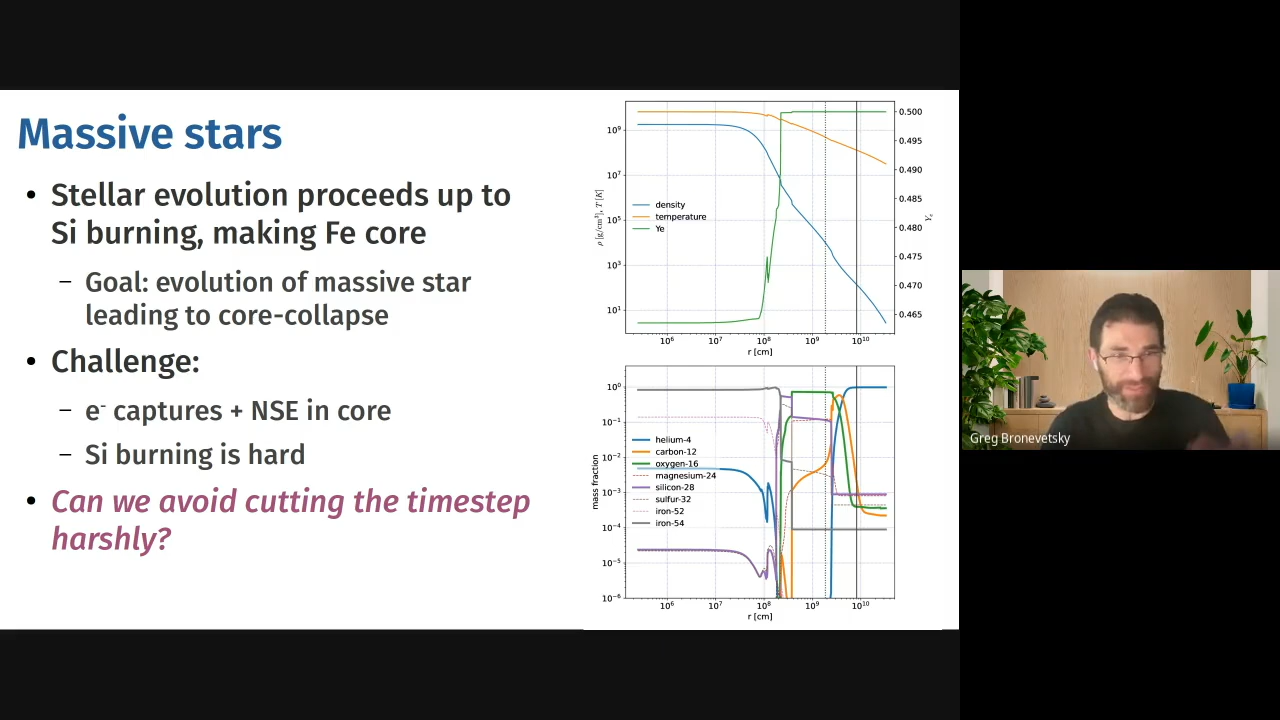 Massive stars
• Stellar evolution proceeds up to
Si burning, making Fe core
– Goal: evolution of massive star
leading to core-collapse
• Challenge:
– e⁻ captures + NSE in core
– Si burning is hard
• Can we avoid cutting the timestep
harshly?
10⁹
10⁷
10⁵
10³
10¹
ρ [g/cm³], T [K]
density
temperature
Ye
0.500
0.495
0.490
0.485
0.480
0.475
0.470
0.465
Yₑ
10⁶ 10⁷ 10⁸ 10⁹ 10¹⁰
r [cm]
10⁰
10⁻¹
10⁻²
10⁻³
10⁻⁴
10⁻⁵
10⁻⁶
mass fraction
helium-4
carbon-12
oxygen-16
magnesium-24
silicon-28
sulfur-32
iron-52
iron-54
10⁶ 10⁷ 10⁸ 10⁹ 10¹⁰
r [cm]
Greg Bronevetsky